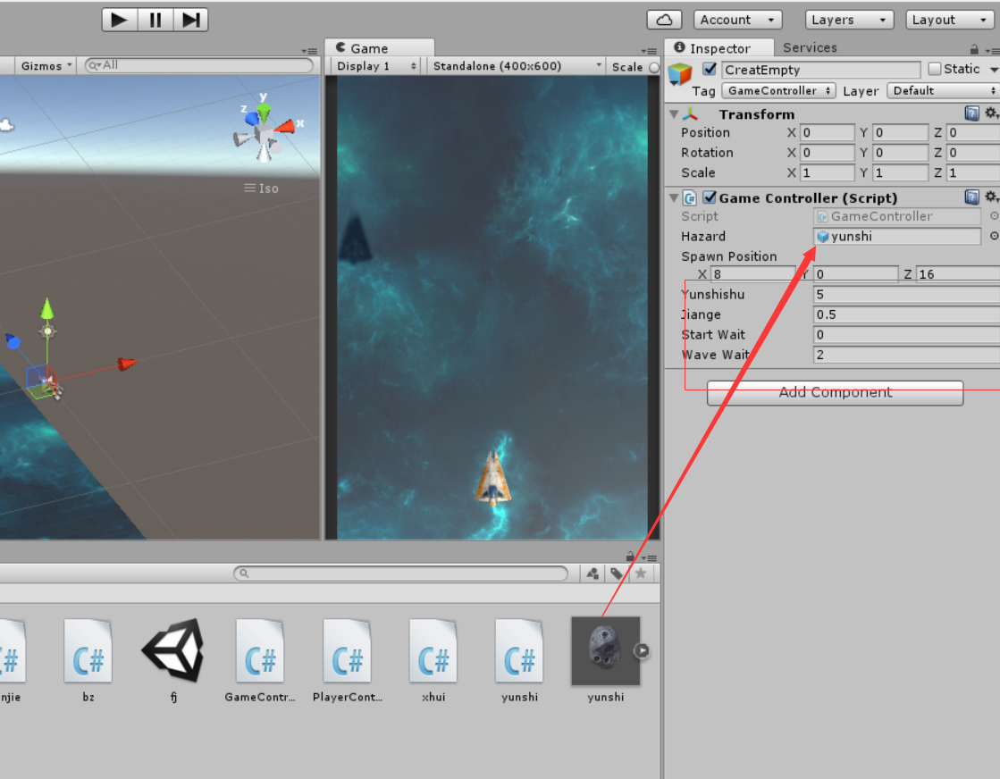 Account
Layers
Layout
Gizmos
All
y
z
x
Iso
Game
Display 1
Standalone (400x600)
Scale
Inspector
Services
CreatEmpty
Static
Tag
GameController
Layer
Default
Transform
Position X 0 Y 0 Z 0
Rotation X 0 Y 0 Z 0
Scale X 1 Y 1 Z 1
C#
Game Controller (Script)
Script
GameController
Hazard
yunshi
Spawn Position
X 8 Y 0 Z 16
Yunshishu 5
Jiange 0.5
Start Wait 0
Wave Wait 2
Add Component
C#
C#
C#
C#
C#
C#
njie
bz
fj
GameContr...
PlayerCont...
xhui
yunshi
yunshi